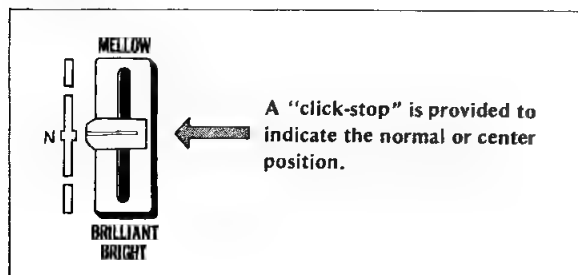 MELLOW
N
A “click-stop” is provided to
indicate the normal or center
position.
BRILLIANT
BRIGHT